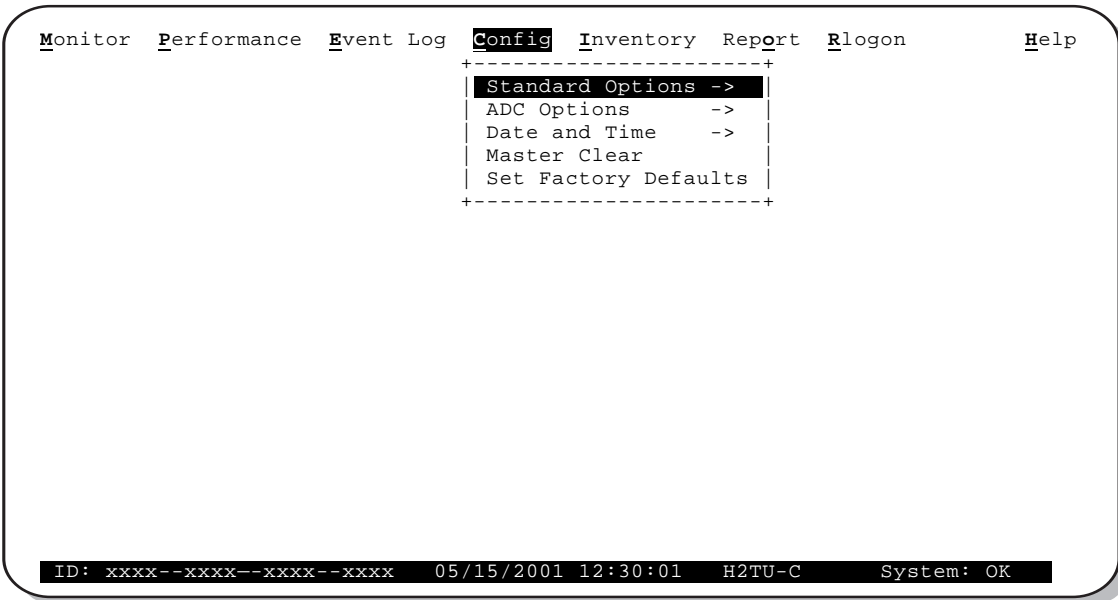 Monitor  Performance  Event Log  Config  Inventory  Report  Rlogon  Help
+----------------------+
| Standard Options -> |
| ADC Options      -> |
| Date and Time    -> |
| Master Clear        |
| Set Factory Defaults |
+----------------------+
ID: xxxx--xxxx—-xxxx--xxxx   05/15/2001 12:30:01   H2TU-C      System: OK